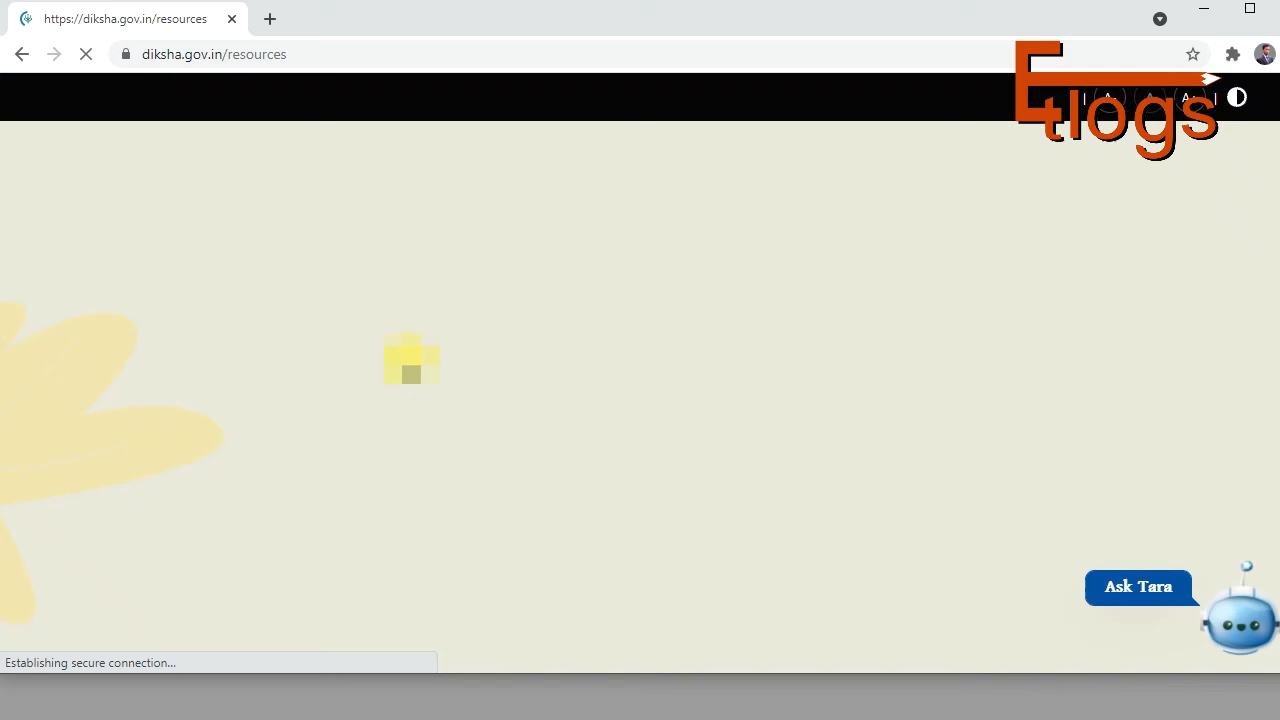 https://diksha.gov.in/resources
diksha.gov.in/resources
Etlogs
| A- A A+ |
Ask Tara
Establishing secure connection...